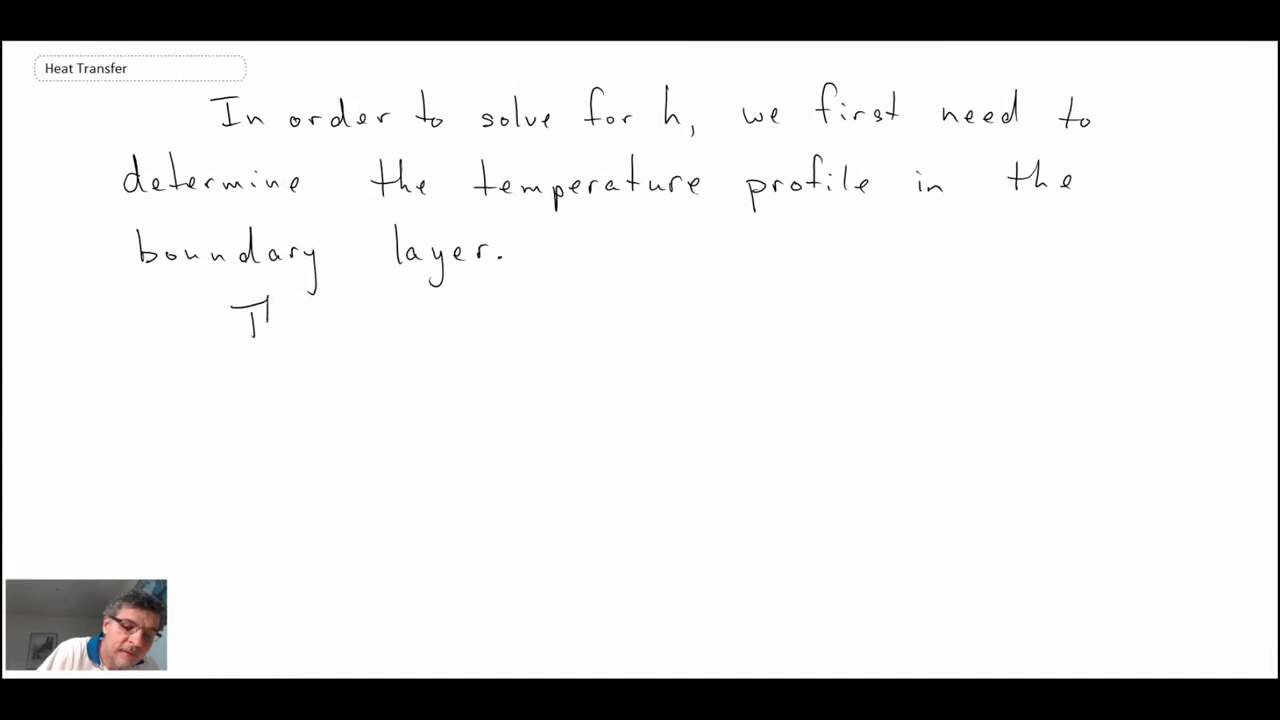 Heat Transfer
In order to solve for h, we first need to
determine the temperature profile in the
boundary layer.